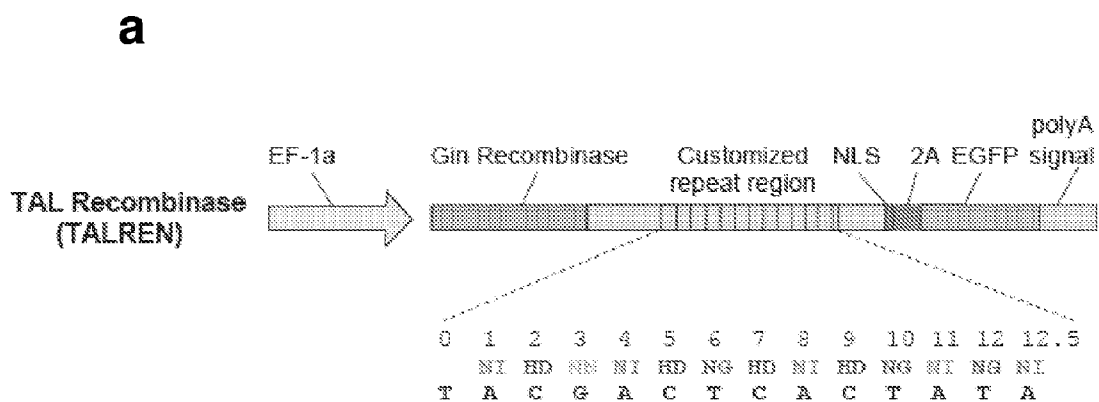 a
EF-1a
Gin Recombinase
Customized
repeat region
NLS
2A
EGFP
polyA
signal
TAL Recombinase
(TALREN)
0 1 2 3 4 5 6 7 8 9 10 11 12 12.5
NI HD NN NI HD NG HD NI HD NG NI NG NI
T A C G A C T C A C T A T A